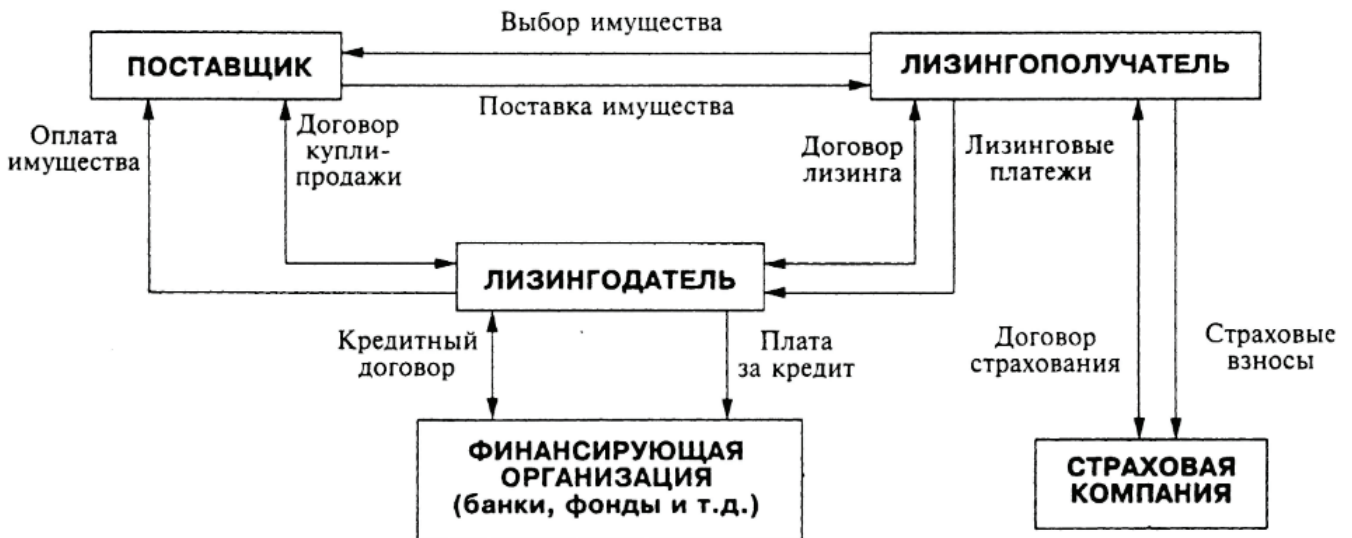 Выбор имущества
ПОСТАВЩИК
ЛИЗИНГОПОЛУЧАТЕЛЬ
Поставка имущества
Оплата
имущества
Договор
купли-
продажи
Договор
лизинга
Лизинговые
платежи
ЛИЗИНГОДАТЕЛЬ
Кредитный
договор
Плата
за кредит
Договор
страхования
Страховые
взносы
ФИНАНСИРУЮЩАЯ
ОРГАНИЗАЦИЯ
(банки, фонды и т.д.)
СТРАХОВАЯ
КОМПАНИЯ